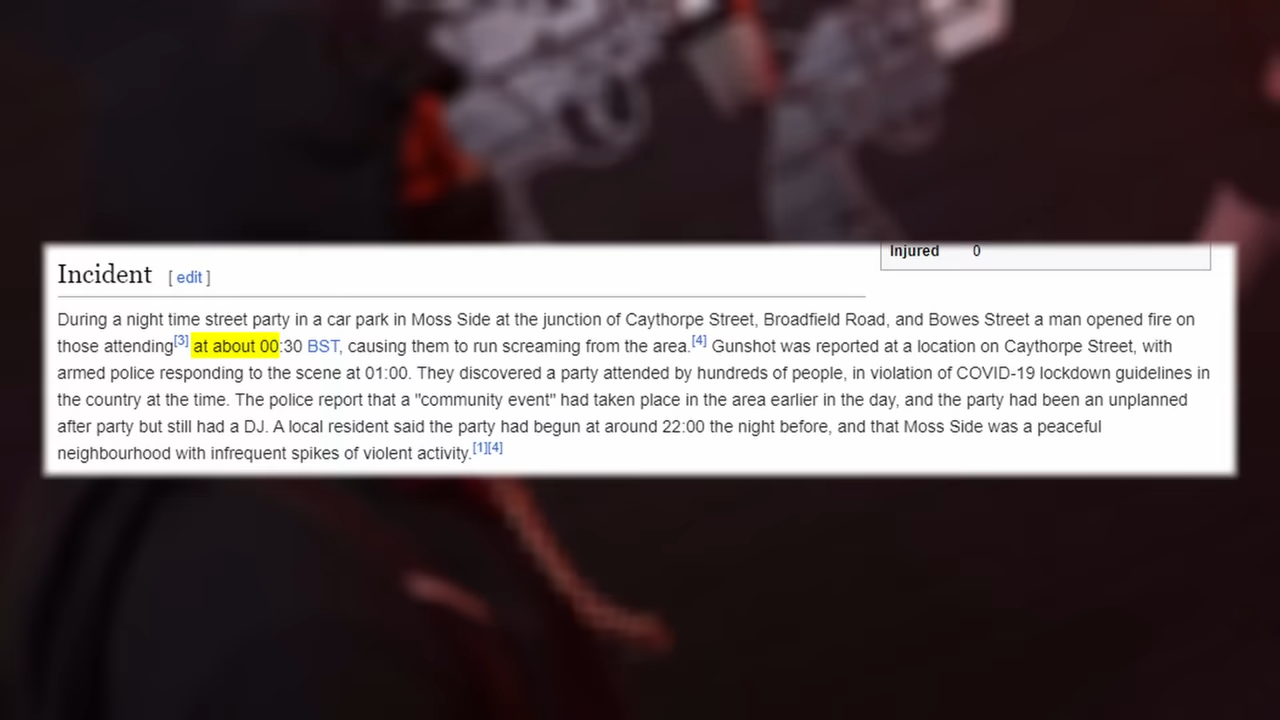 Injured 0
Incident [ edit ]
During a night time street party in a car park in Moss Side at the junction of Caythorpe Street, Broadfield Road, and Bowes Street a man opened fire on
those attending[3] at about 00:30 BST, causing them to run screaming from the area.[4] Gunshot was reported at a location on Caythorpe Street, with
armed police responding to the scene at 01:00. They discovered a party attended by hundreds of people, in violation of COVID-19 lockdown guidelines in
the country at the time. The police report that a "community event" had taken place in the area earlier in the day, and the party had been an unplanned
after party but still had a DJ. A local resident said the party had begun at around 22:00 the night before, and that Moss Side was a peaceful
neighbourhood with infrequent spikes of violent activity.[1][4]